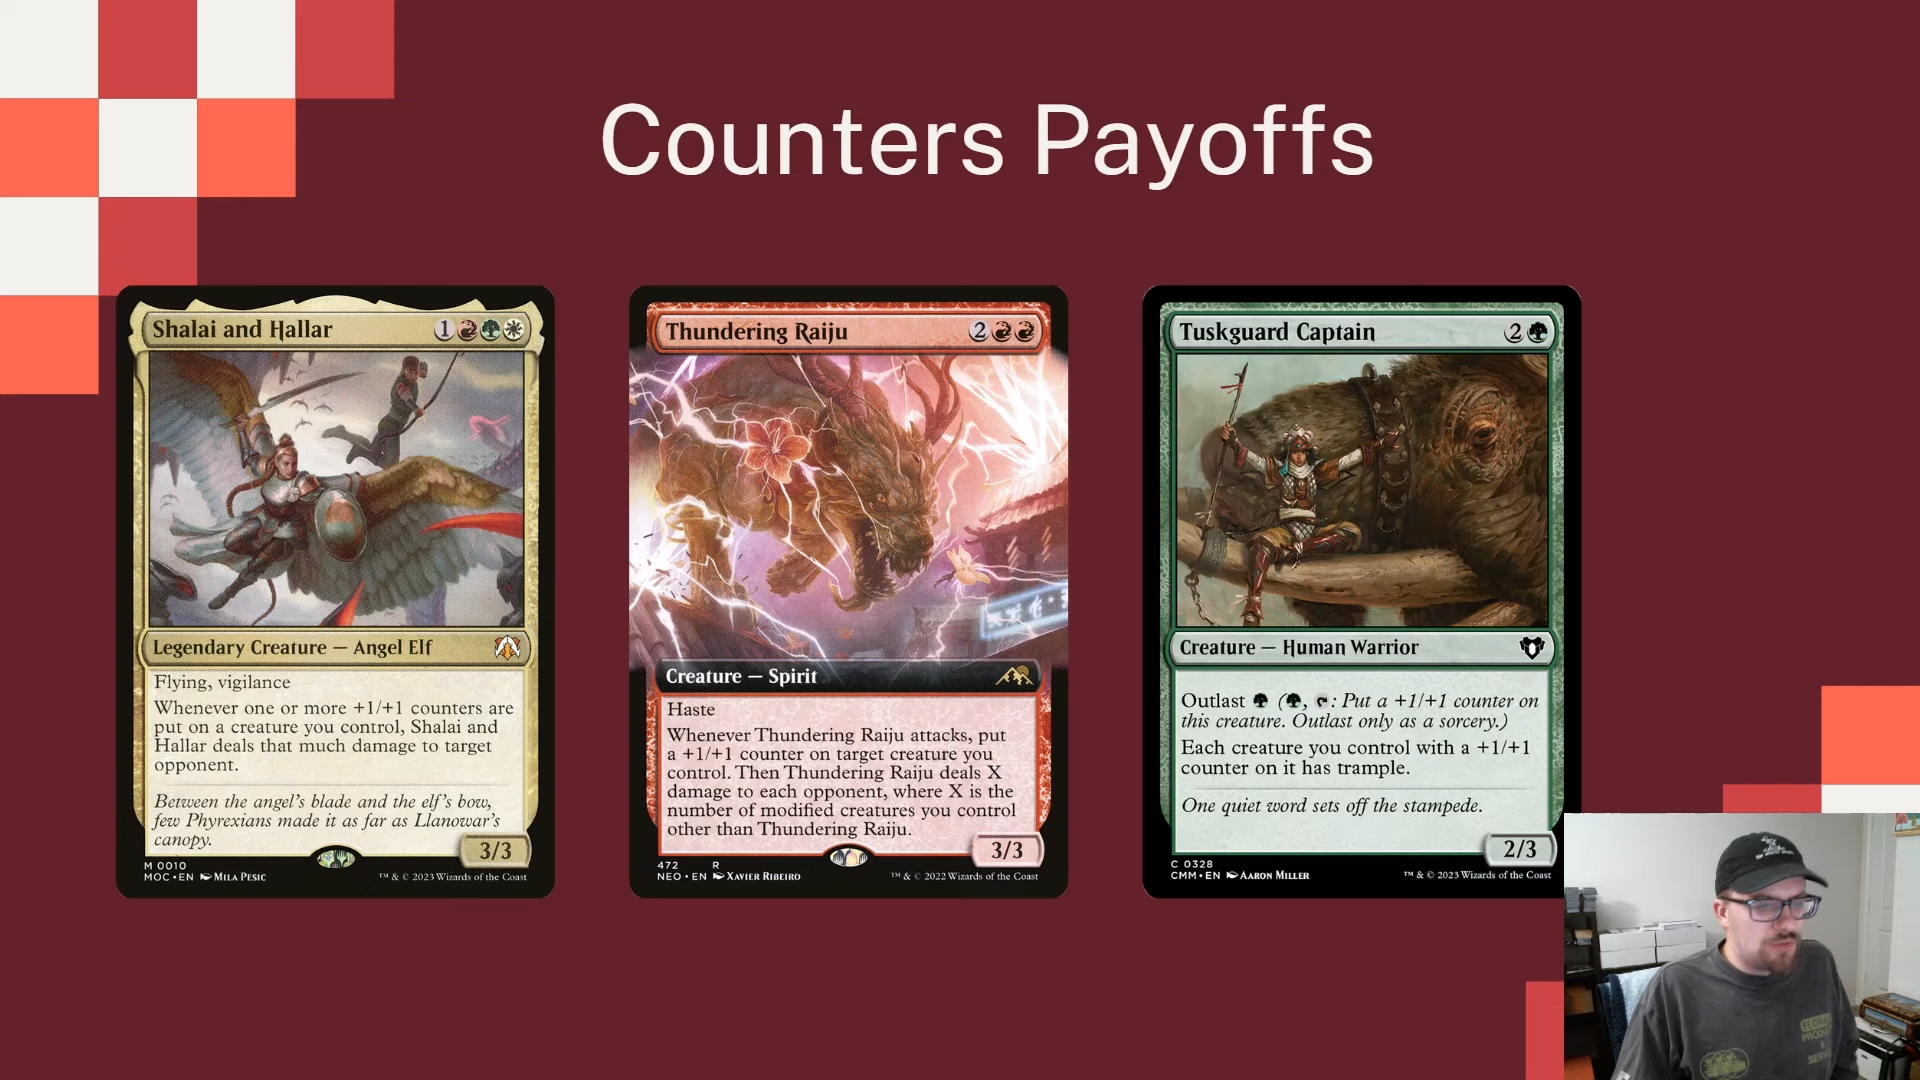 Counters Payoffs
Shalai and Hallar 1
Legendary Creature — Angel Elf
Flying, vigilance
Whenever one or more +1/+1 counters are
put on a creature you control, Shalai and
Hallar deals that much damage to target
opponent.
Between the angel's blade and the elf's bow,
few Phyrexians made it as far as Llanowar's
canopy.
3/3
M 0010
MOC • EN Mila Pesic
™ & © 2023 Wizards of the Coast
Thundering Raiju 2
Creature — Spirit
Haste
Whenever Thundering Raiju attacks, put
a +1/+1 counter on target creature you
control. Then Thundering Raiju deals X
damage to each opponent, where X is the
number of modified creatures you control
other than Thundering Raiju.
3/3
472 R
NEO • EN Xavier Ribeiro
™ & © 2022 Wizards of the Coast
Tuskguard Captain 2
Creature — Human Warrior
Outlast (, : Put a +1/+1 counter on
this creature. Outlast only as a sorcery.)
Each creature you control with a +1/+1
counter on it has trample.
One quiet word sets off the stampede.
2/3
C 0328
CMM • EN Aaron Miller
™ & © 2023 Wizards of the Coast